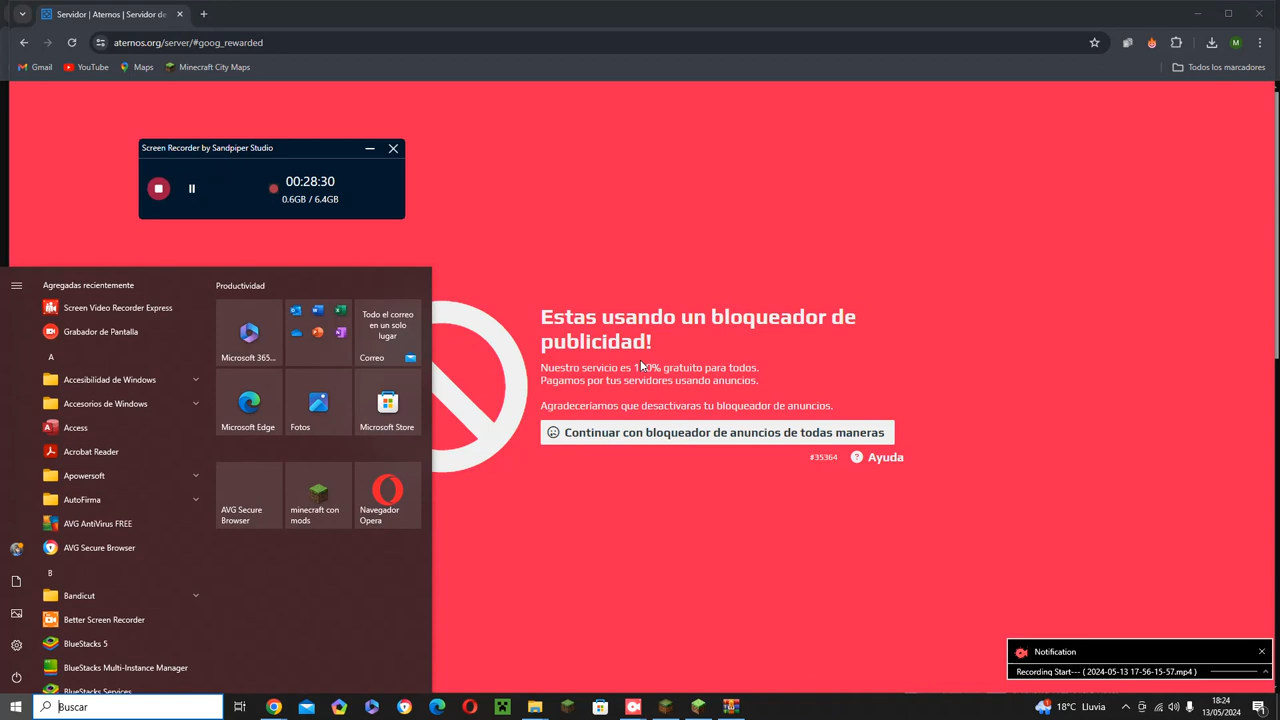 Servidor | Aternos | Servidor de
aternos.org/server/#goog_rewarded
M
Gmail
YouTube
Maps
Minecraft City Maps
Todos los marcadores
Screen Recorder by Sandpiper Studio
00:28:30
0.6GB / 6.4GB
Agregadas recientemente
Screen Video Recorder Express
Grabador de Pantalla
A
Accesibilidad de Windows
Accesorios de Windows
Access
Acrobat Reader
Apowersoft
AutoFirma
AVG AntiVirus FREE
AVG Secure Browser
B
Bandicut
Better Screen Recorder
BlueStacks 5
BlueStacks Multi-Instance Manager
BlueStacks Services
Productividad
Microsoft 365...
Todo el correo
en un solo
lugar
Correo
Microsoft Edge
Fotos
Microsoft Store
AVG Secure
Browser
minecraft con
mods
Navegador
Opera
Estas usando un bloqueador de
publicidad!
Nuestro servicio es 100% gratuito para todos.
Pagamos por tus servidores usando anuncios.
Agradeceríamos que desactivaras tu bloqueador de anuncios.
Continuar con bloqueador de anuncios de todas maneras
#35364
? Ayuda
Notification
Recording Start--- ( 2024-05-13 17-56-15-57.mp4 )
Buscar
18°C Lluvia
18:24
13/05/2024